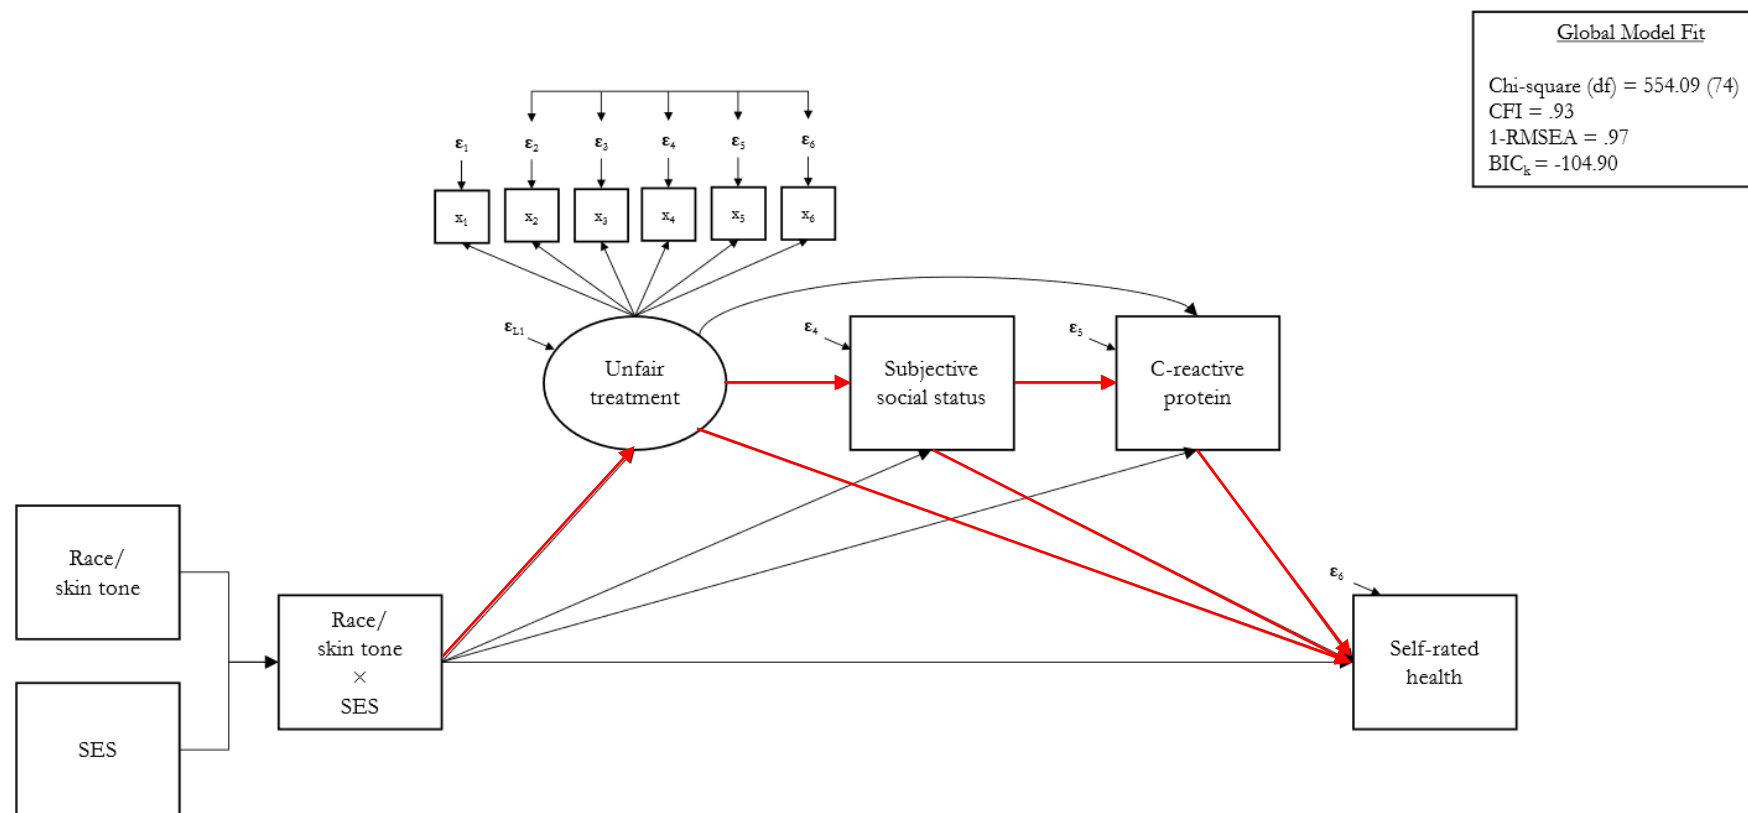 Global Model Fit
Chi-square (df) = 554.09 (74)
CFI = .93
1-RMSEA = .97
BICₖ = -104.90
ε₁ ε₂ ε₃ ε₄ ε₅ ε₆
x₁ x₂ x₃ x₄ x₅ x₆
ε_L1
Unfair
treatment
ε₄
Subjective
social status
ε₅
C-reactive
protein
Race/
skin tone
SES
Race/
skin tone
×
SES
ε₆
Self-rated
health